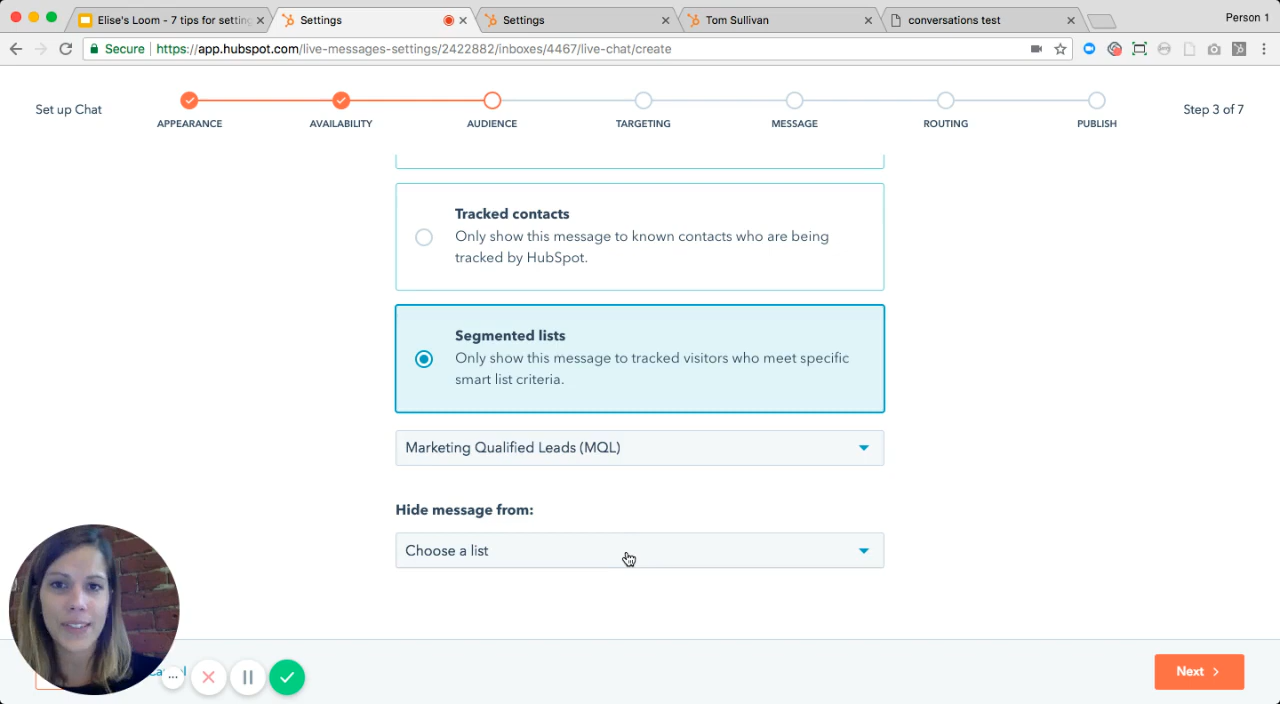 Elise's Loom - 7 tips for setting
Settings
Settings
Tom Sullivan
conversations test
Person 1
Secure
https://app.hubspot.com/live-messages-settings/2422882/inboxes/4467/live-chat/create
Set up Chat
APPEARANCE
AVAILABILITY
AUDIENCE
TARGETING
MESSAGE
ROUTING
PUBLISH
Step 3 of 7
Tracked contacts
Only show this message to known contacts who are being
tracked by HubSpot.
Segmented lists
Only show this message to tracked visitors who meet specific
smart list criteria.
Marketing Qualified Leads (MQL)
Hide message from:
Choose a list
Next